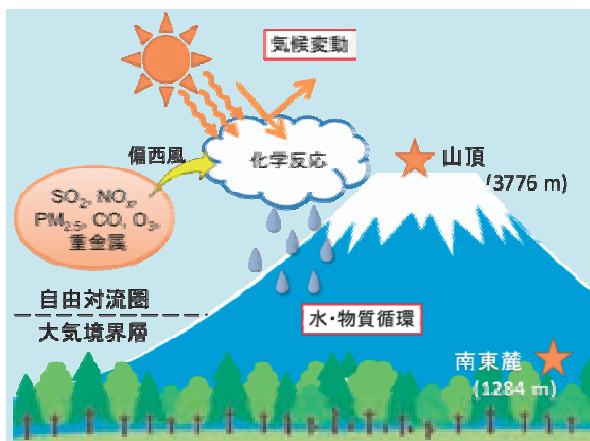 気候変動
偏西風
化学反応
山頂
(3776 m)
SO₂, NOₓ,
PM₂.₅, CO, O₃,
重金属
自由対流圏
大気境界層
水・物質循環
南東麓
(1284 m)